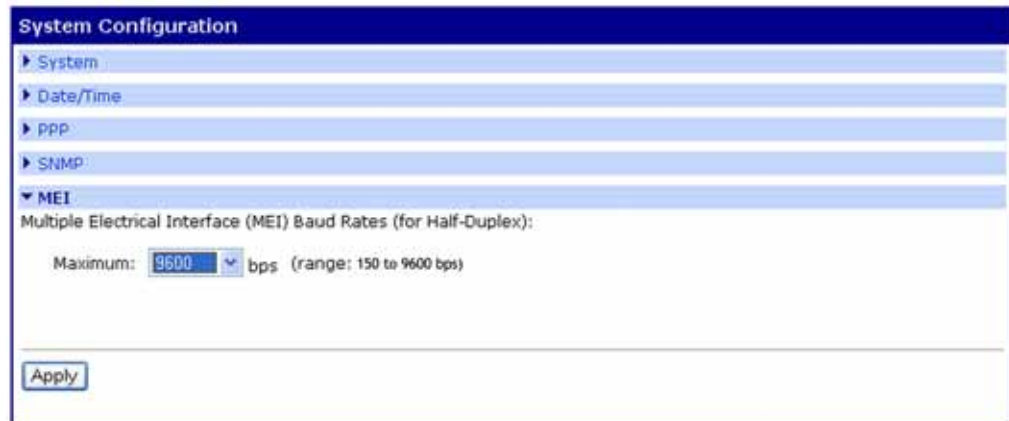 System Configuration
System
Date/Time
PPP
SNMP
MEI
Multiple Electrical Interface (MEI) Baud Rates (for Half-Duplex):
Maximum: 9600 bps (range: 150 to 9600 bps)
Apply